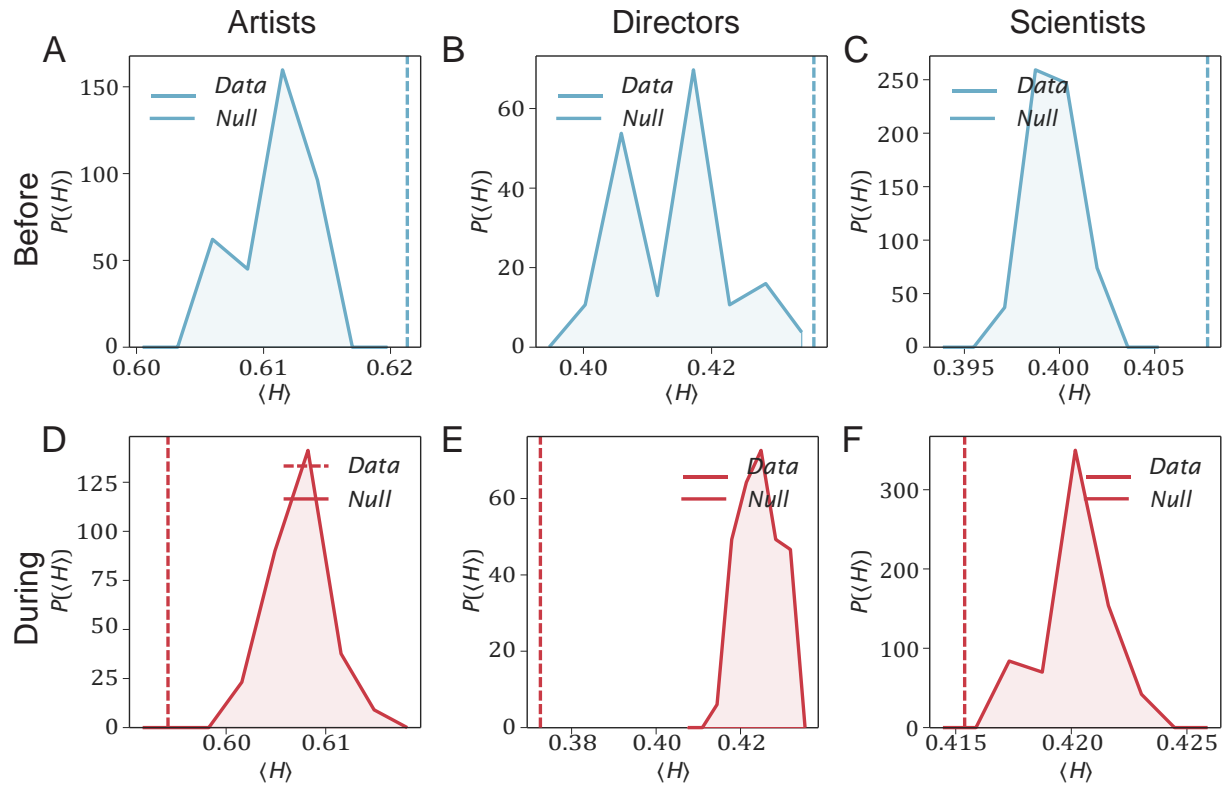 Artists
Directors
Scientists
Before
During
A
150
100
50
0
P(⟨H⟩)
Data
Null
0.60
0.61
0.62
⟨H⟩
B
60
40
20
0
P(⟨H⟩)
Data
Null
0.40
0.42
⟨H⟩
C
250
200
150
100
50
0
P(⟨H⟩)
Data
Null
0.395
0.400
0.405
⟨H⟩
D
125
100
75
50
25
0
P(⟨H⟩)
Data
Null
0.60
0.61
⟨H⟩
E
60
40
20
0
P(⟨H⟩)
Data
Null
0.38
0.40
0.42
⟨H⟩
F
300
200
100
0
P(⟨H⟩)
Data
Null
0.415
0.420
0.425
⟨H⟩